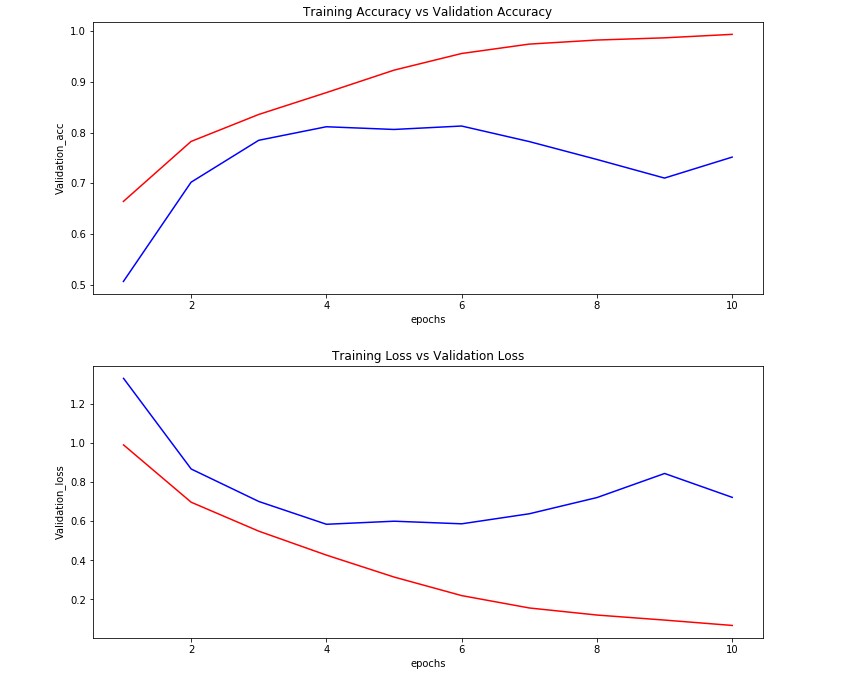 Training Accuracy vs Validation Accuracy
1.0
0.9
0.8
0.7
0.6
0.5
Validation_acc
2 4 6 8 10
epochs
Training Loss vs Validation Loss
1.2
1.0
0.8
0.6
0.4
0.2
Validation_loss
2 4 6 8 10
epochs